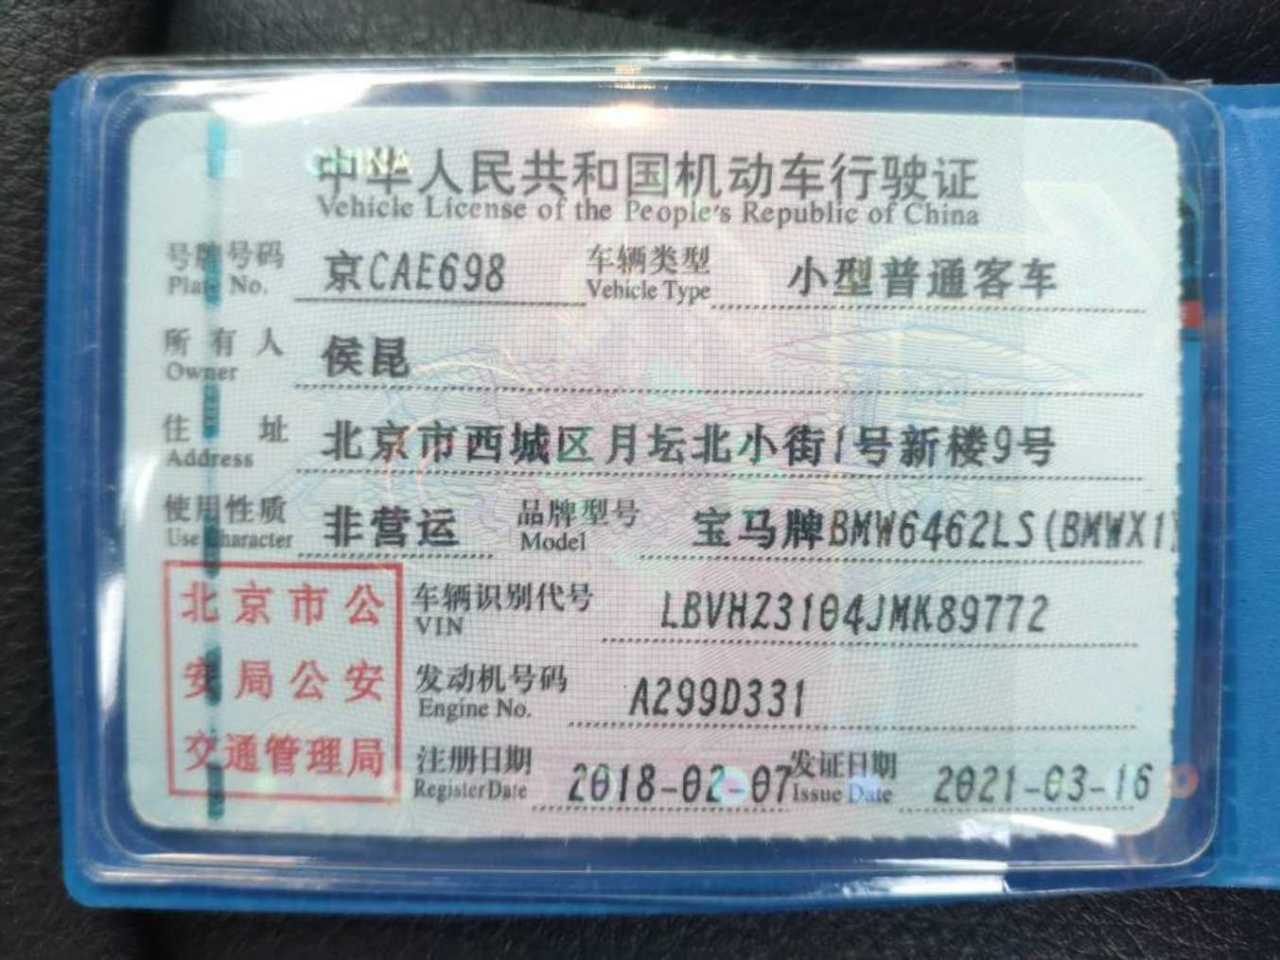 CHINA
中华人民共和国机动车行驶证
Vehicle License of the People's Republic of China
号牌号码 京CAE698 车辆类型 小型普通客车
Plate No. Vehicle Type
所有人 侯昆
Owner
住址 北京市西城区月坛北小街1号新楼9号
Address
使用性质 非营运 品牌型号 宝马牌BMW6462LS(BMWX1)
Use Character Model
北京市公
安局公安
交通管理局
车辆识别代号 LBVHZ3104JMK89772
VIN
发动机号码 A299D331
Engine No.
注册日期 2018-02-07 发证日期 2021-03-16
Register Date Issue Date